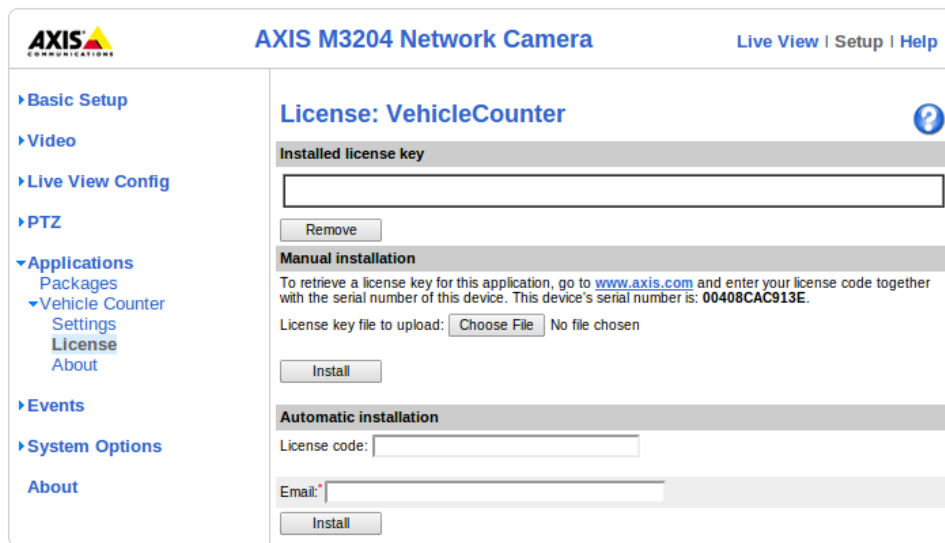 AXIS
COMMUNICATIONS
AXIS M3204 Network Camera
Live View | Setup | Help
Basic Setup
Video
Live View Config
PTZ
Applications
Packages
Vehicle Counter
Settings
License
About
Events
System Options
About
License: VehicleCounter
?
Installed license key
Remove
Manual installation
To retrieve a license key for this application, go to www.axis.com and enter your license code together
with the serial number of this device. This device's serial number is: 00408CAC913E.
License key file to upload: Choose File No file chosen
Install
Automatic installation
License code:
Email:*
Install